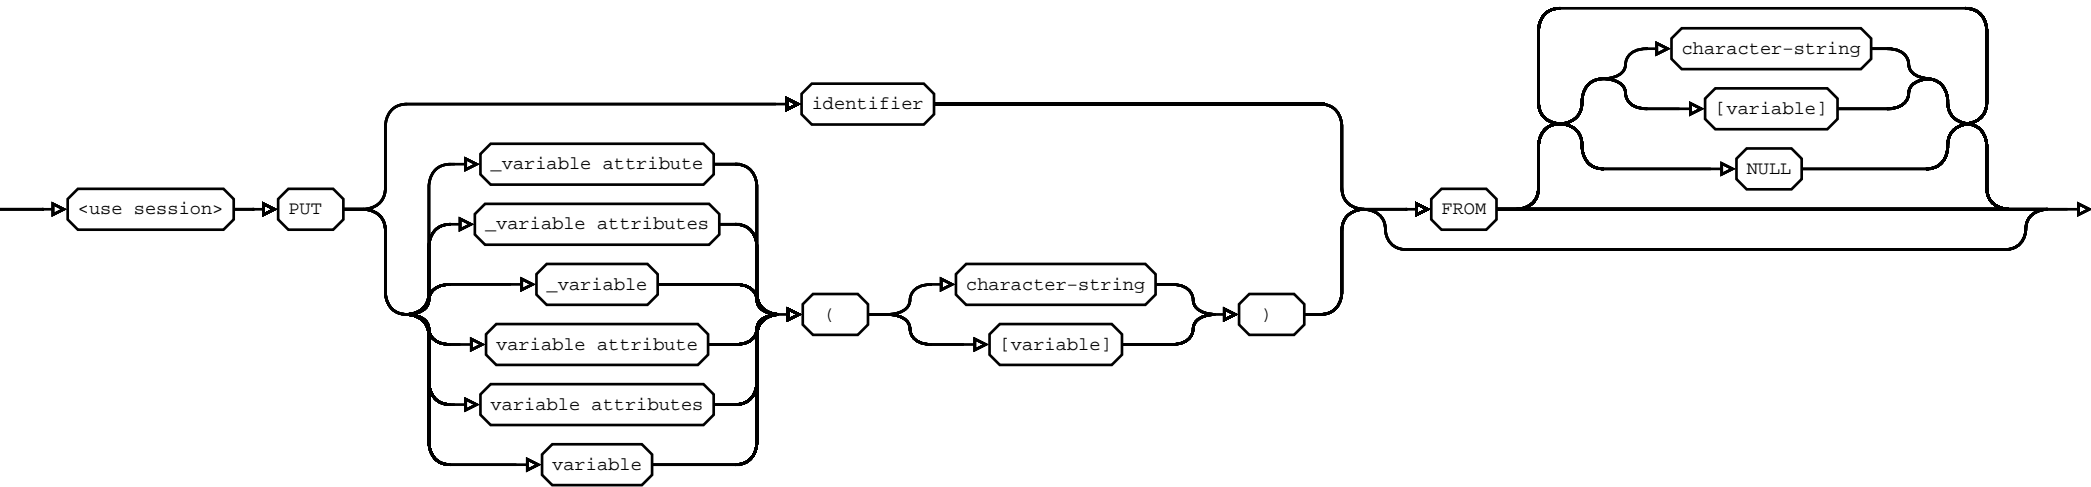 character-string
[variable]
identifier
NULL
_variable attribute
<use session>
PUT
FROM
_variable attributes
_variable
character-string
(
)
variable attribute
[variable]
variable attributes
variable